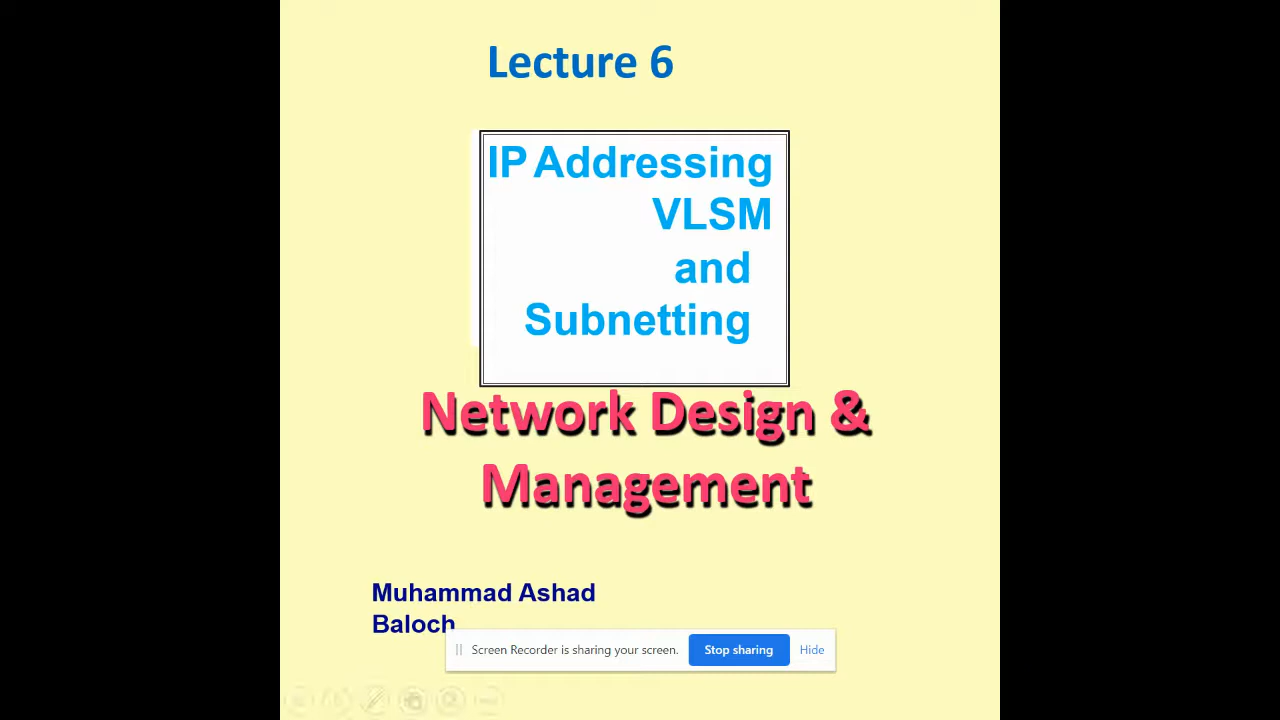 Lecture 6
IP Addressing
VLSM
and
Subnetting
Network Design &
Management
Muhammad Ashad
Baloch
Screen Recorder is sharing your screen. Stop sharing Hide